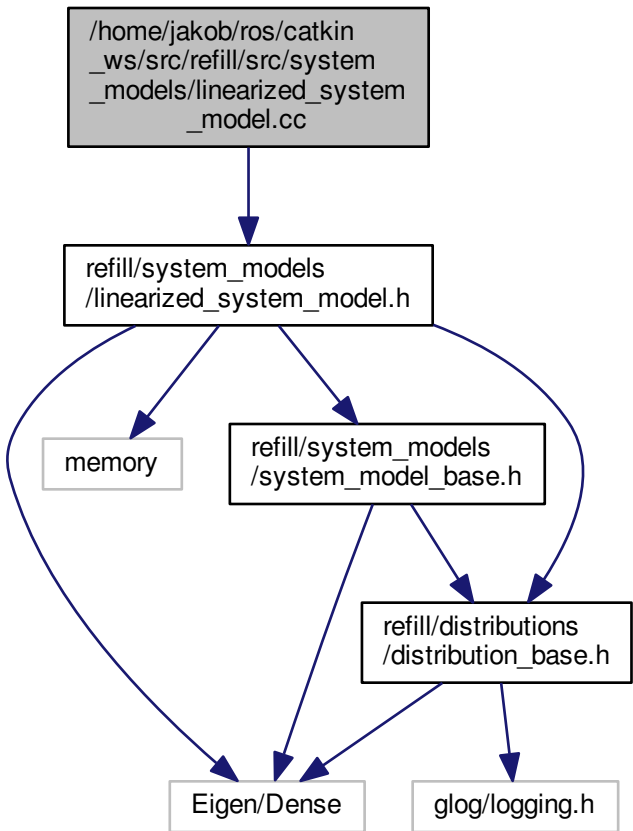 /home/jakob/ros/catkin
_ws/src/refill/src/system
_models/linearized_system
_model.cc
refill/system_models
/linearized_system_model.h
memory
refill/system_models
/system_model_base.h
refill/distributions
/distribution_base.h
Eigen/Dense
glog/logging.h